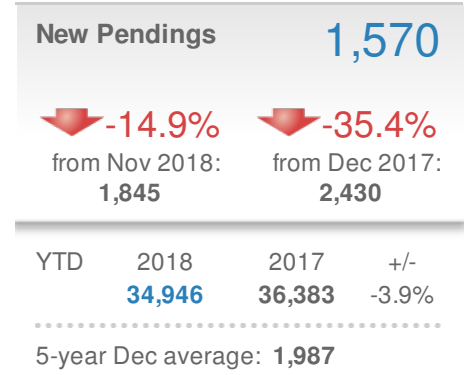 New Pendings 1,570
-14.9% -35.4%
from Nov 2018: from Dec 2017:
1,845 2,430
YTD 2018 2017 +/-
34,946 36,383 -3.9%
5-year Dec average: 1,987